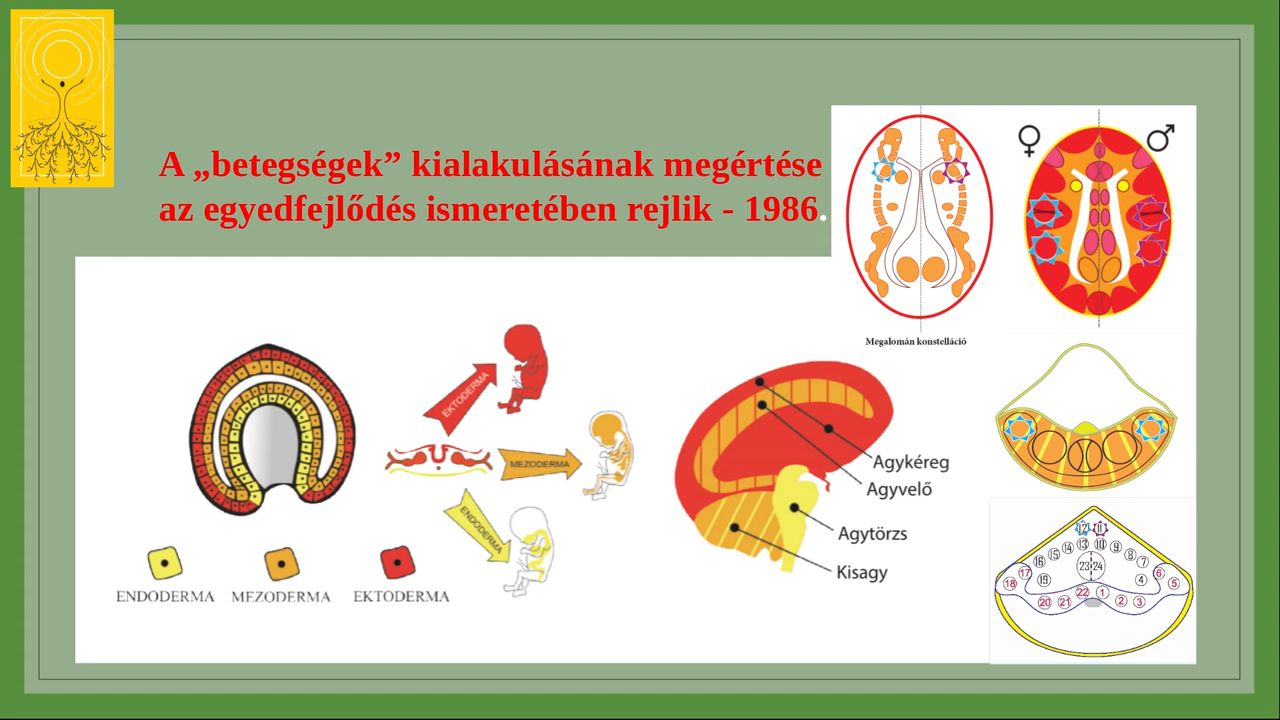 A „betegségek” kialakulásának megértése
az egyedfejlődés ismeretében rejlik - 1986.
♀ ♂
Megalomán konstelláció
EKTODERMA
MEZODERMA
ENDODERMA
Agykéreg
Agyvelő
Agytörzs
Kisagy
ENDODERMA MEZODERMA EKTODERMA
12 11
16 15 14 13 10 9 8 7
23 24
18 17 19 4 6 5
20 21 22 1 2 3